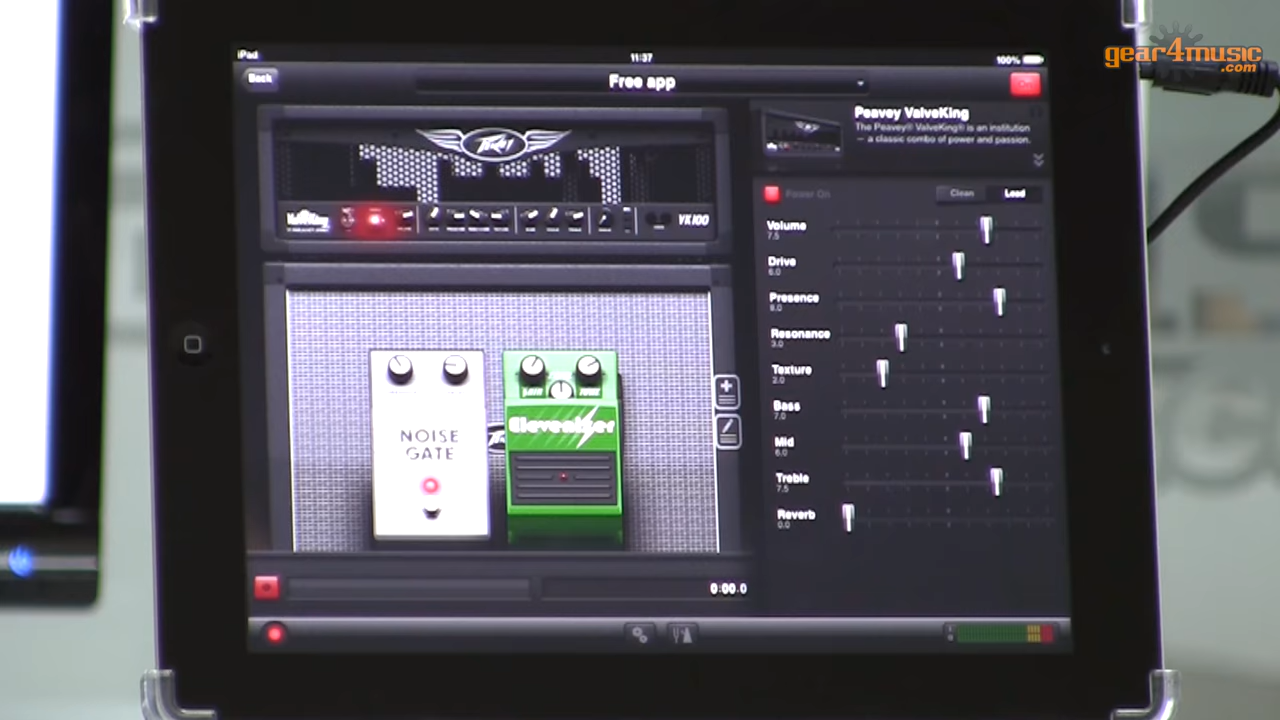 gear4music
.com
iPad
11:37
100%
Back
Free app
Peavey ValveKing
The Peavey® ValveKing® is an institution
— a classic combo of power and passion.
Peavey
ValveKing
VK100
Power On
Clean
Lead
Volume
7.5
Drive
6.0
Presence
8.0
Resonance
3.0
Texture
2.0
Bass
7.0
Mid
6.0
Treble
7.5
Reverb
0.0
NOISE
GATE
Elevenizer
0:00.0